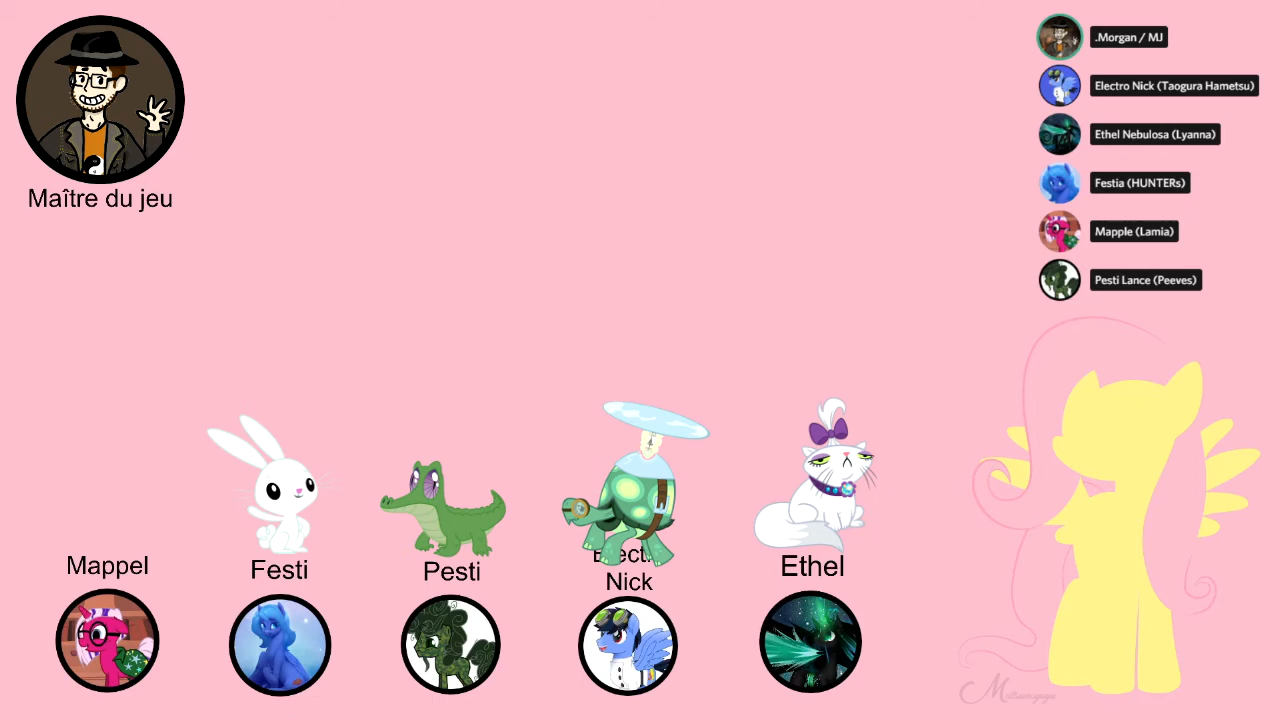 Maître du jeu
.Morgan / MJ
Electro Nick (Taogura Hametsu)
Ethel Nebulosa (Lyanna)
Festia (HUNTERs)
Mapple (Lamia)
Pesti Lance (Peeves)
Mappel
Festi
Pesti
Nick
Ethel